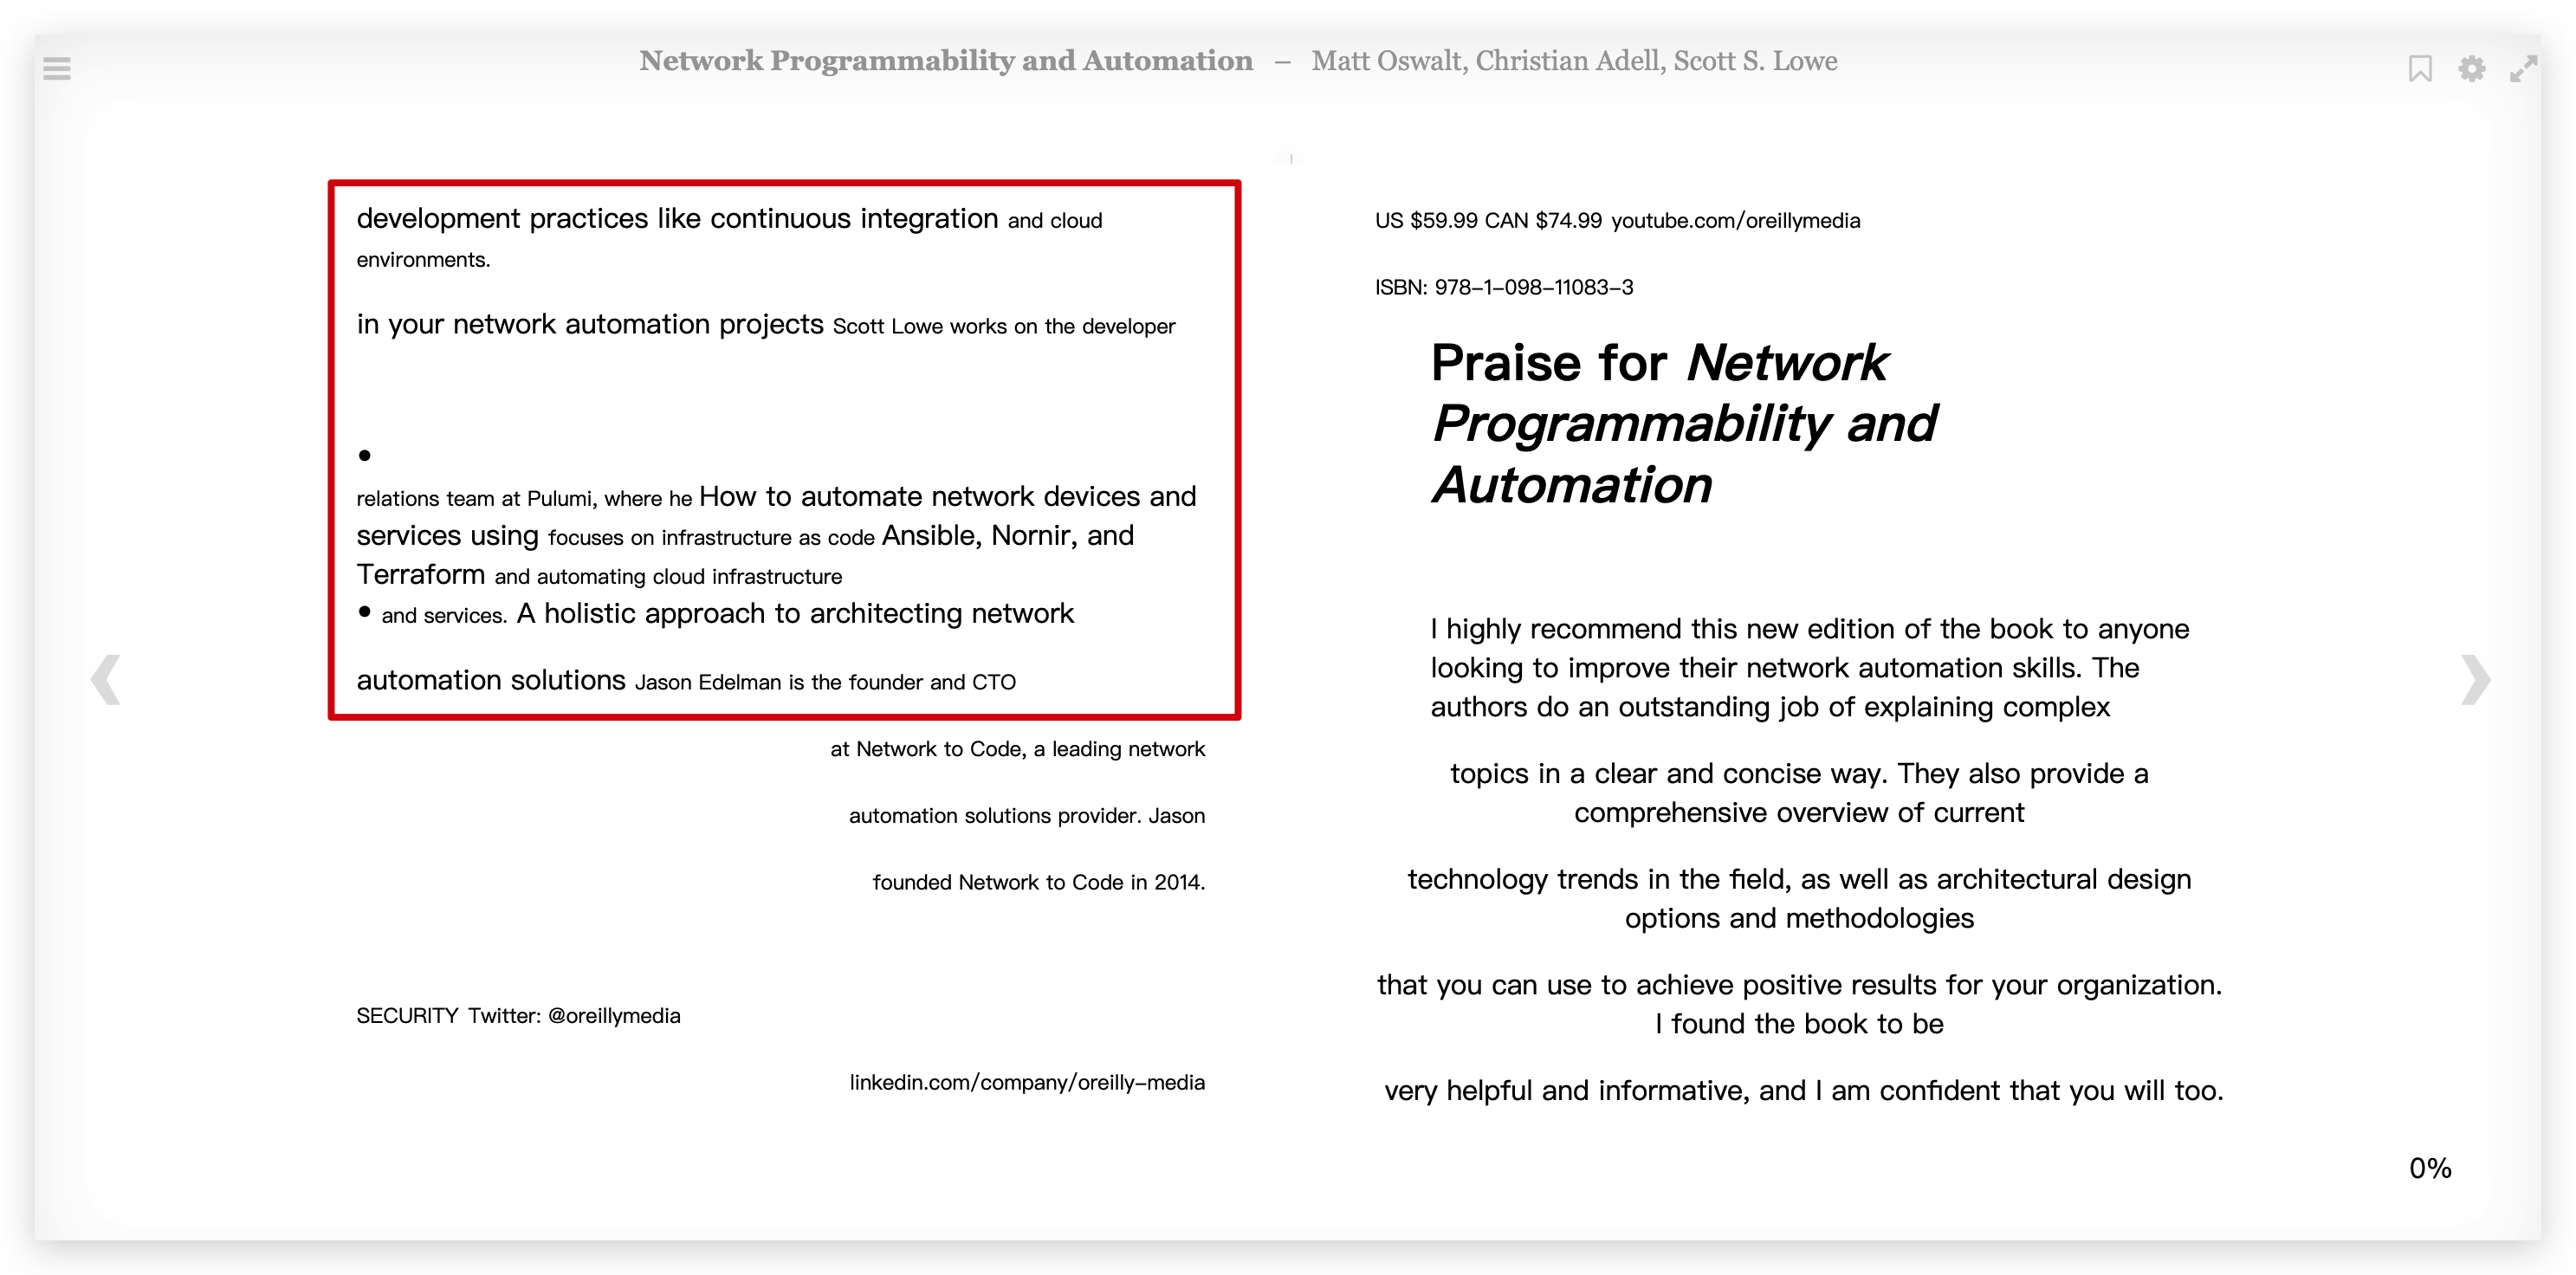 Network Programmability and Automation – Matt Oswalt, Christian Adell, Scott S. Lowe
development practices like continuous integration and cloud
environments.
in your network automation projects Scott Lowe works on the developer
•
relations team at Pulumi, where he How to automate network devices and
services using focuses on infrastructure as code Ansible, Nornir, and
Terraform and automating cloud infrastructure
• and services. A holistic approach to architecting network
automation solutions Jason Edelman is the founder and CTO
at Network to Code, a leading network
automation solutions provider. Jason
founded Network to Code in 2014.
SECURITY Twitter: @oreillymedia
linkedin.com/company/oreilly-media
US $59.99 CAN $74.99 youtube.com/oreillymedia
ISBN: 978-1-098-11083-3
Praise for Network
Programmability and
Automation
I highly recommend this new edition of the book to anyone
looking to improve their network automation skills. The
authors do an outstanding job of explaining complex
topics in a clear and concise way. They also provide a
comprehensive overview of current
technology trends in the field, as well as architectural design
options and methodologies
that you can use to achieve positive results for your organization.
I found the book to be
very helpful and informative, and I am confident that you will too.
0%